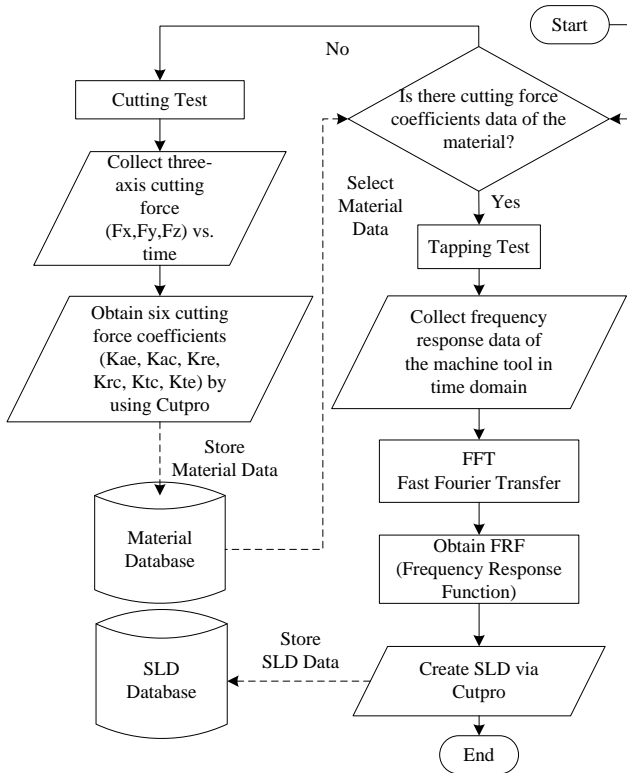 Start
No
Is there cutting force
coefficients data of the
material?
Cutting Test
Collect three-
axis cutting
force
(Fx,Fy,Fz) vs.
time
Select
Material
Data
Yes
Tapping Test
Obtain six cutting
force coefficients
(Kae, Kac, Kre,
Krc, Ktc, Kte) by
using Cutpro
Collect frequency
response data of
the machine tool in
time domain
Store
Material Data
FFT
Fast Fourier Transfer
Material
Database
Obtain FRF
(Frequency Response
Function)
Store
SLD Data
SLD
Database
Create SLD via
Cutpro
End